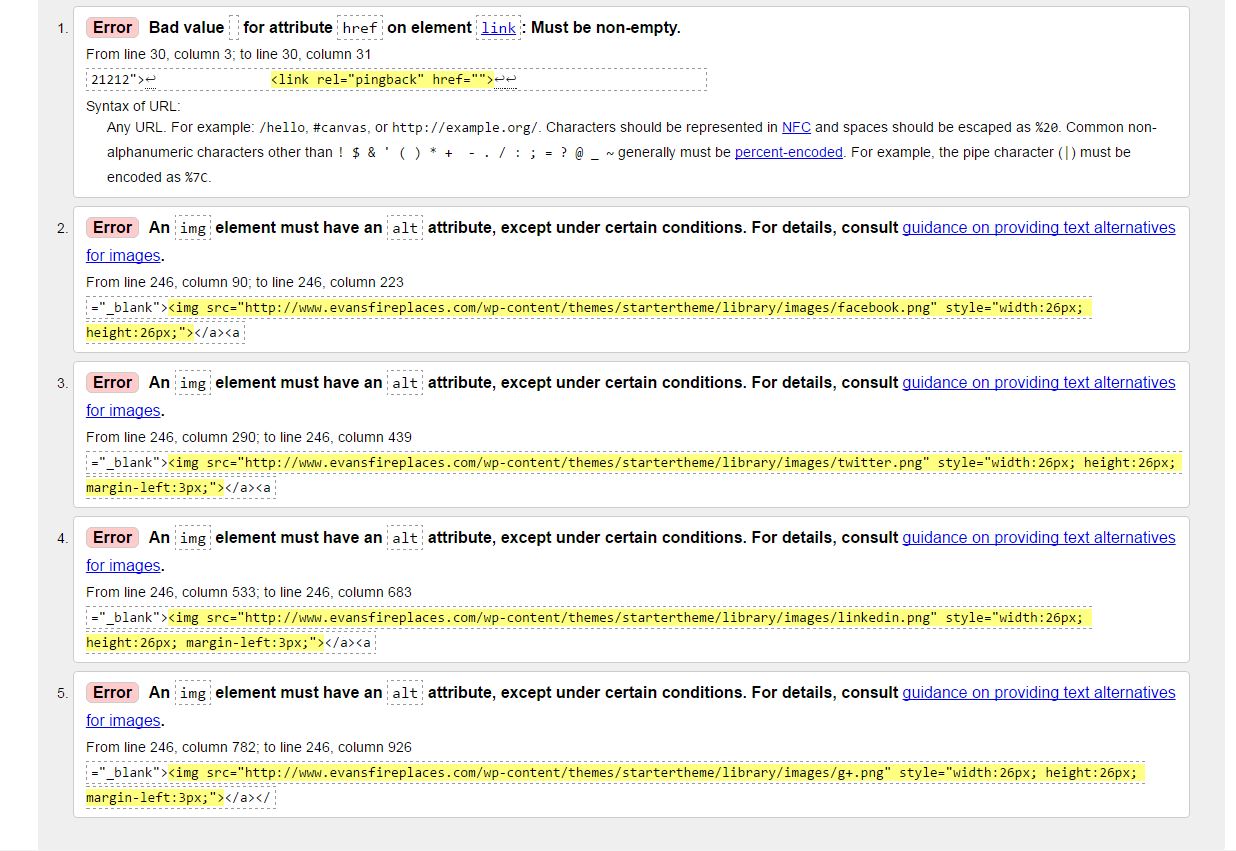 1. Error Bad value for attribute href on element link: Must be non-empty.
From line 30, column 3; to line 30, column 31
21212">↩ <link rel="pingback" href="">↩↩
Syntax of URL:
Any URL. For example: /hello, #canvas, or http://example.org/. Characters should be represented in NFC and spaces should be escaped as %20. Common non-
alphanumeric characters other than ! $ & ' ( ) * + - . / : ; = ? @ _ ~ generally must be percent-encoded. For example, the pipe character (|) must be
encoded as %7C.
2. Error An img element must have an alt attribute, except under certain conditions. For details, consult guidance on providing text alternatives
for images.
From line 246, column 90; to line 246, column 223
="_blank"><img src="http://www.evansfireplaces.com/wp-content/themes/startertheme/library/images/facebook.png" style="width:26px;
height:26px;"></a><a
3. Error An img element must have an alt attribute, except under certain conditions. For details, consult guidance on providing text alternatives
for images.
From line 246, column 290; to line 246, column 439
="_blank"><img src="http://www.evansfireplaces.com/wp-content/themes/startertheme/library/images/twitter.png" style="width:26px; height:26px;
margin-left:3px;"></a><a
4. Error An img element must have an alt attribute, except under certain conditions. For details, consult guidance on providing text alternatives
for images.
From line 246, column 533; to line 246, column 683
="_blank"><img src="http://www.evansfireplaces.com/wp-content/themes/startertheme/library/images/linkedin.png" style="width:26px;
height:26px; margin-left:3px;"></a><a
5. Error An img element must have an alt attribute, except under certain conditions. For details, consult guidance on providing text alternatives
for images.
From line 246, column 782; to line 246, column 926
="_blank"><img src="http://www.evansfireplaces.com/wp-content/themes/startertheme/library/images/g+.png" style="width:26px; height:26px;
margin-left:3px;"></a></